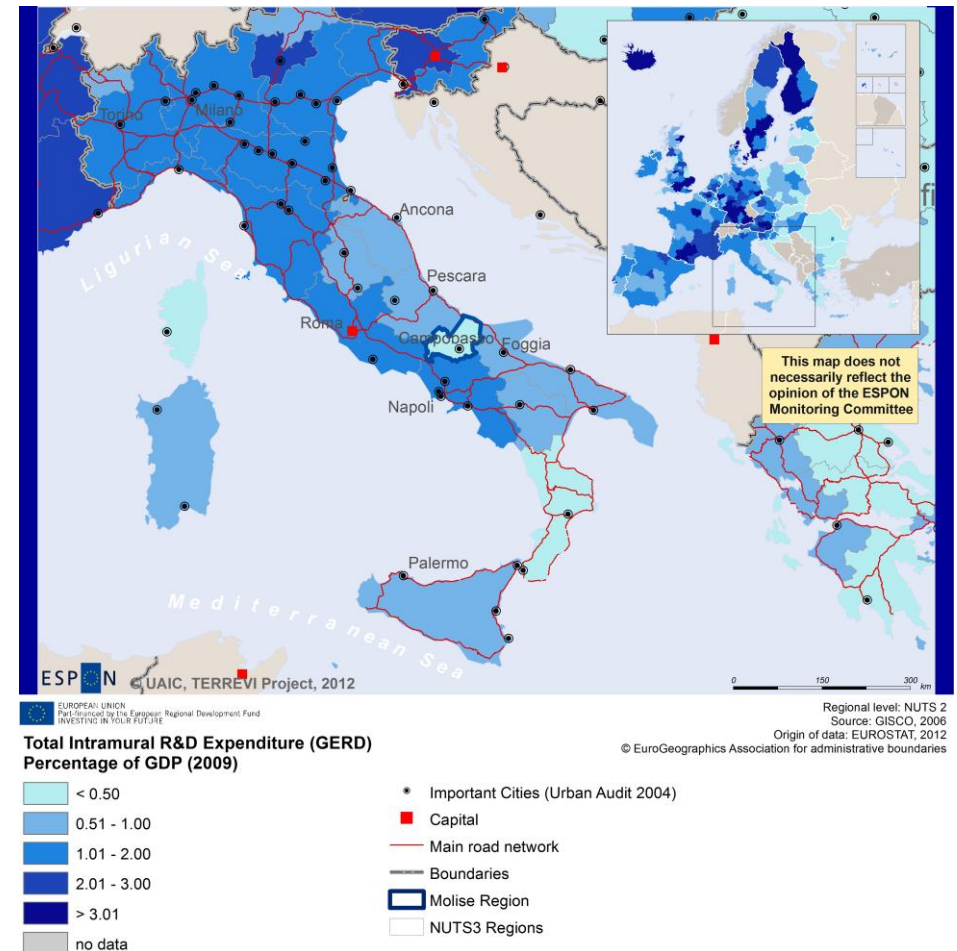 Torino
Milano
Ancona
Ligurian Sea
Pescara
Roma
Campobasso
Foggia
Napoli
Palermo
Mediterranean Sea
fi
This map does not
necessarily reflect the
opinion of the ESPON
Monitoring Committee
ESPON
© UAIC, TERREVI Project, 2012
0 150 300
km
EUROPEAN UNION
Part-financed by the European Regional Development Fund
INVESTING IN YOUR FUTURE
Regional level: NUTS 2
Source: GISCO, 2006
Origin of data: EUROSTAT, 2012
© EuroGeographics Association for administrative boundaries
Total Intramural R&D Expenditure (GERD)
Percentage of GDP (2009)
< 0.50
0.51 - 1.00
1.01 - 2.00
2.01 - 3.00
> 3.01
no data
Important Cities (Urban Audit 2004)
Capital
Main road network
Boundaries
Molise Region
NUTS3 Regions